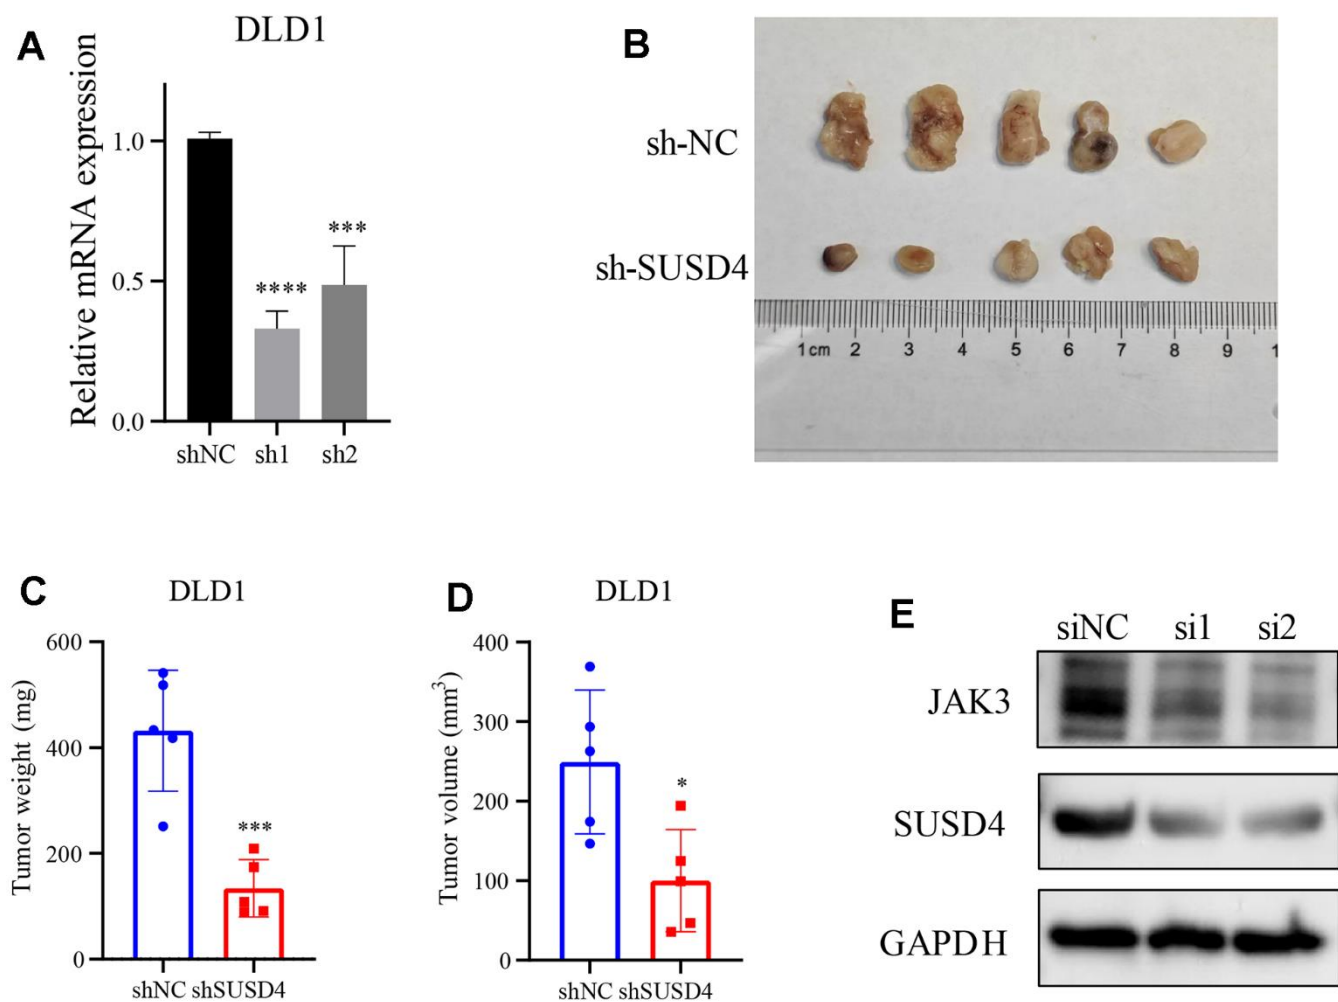 A
DLD1
Relative mRNA expression
1.0
0.5
0.0
****
***
shNC sh1 sh2
B
sh-NC
sh-SUSD4
1cm 2 3 4 5 6 7 8 9 1
C
DLD1
Tumor weight (mg)
600
400
200
0
***
shNC shSUSD4
D
DLD1
Tumor volume (mm³)
400
300
200
100
0
*
shNC shSUSD4
E
siNC si1 si2
JAK3
SUSD4
GAPDH